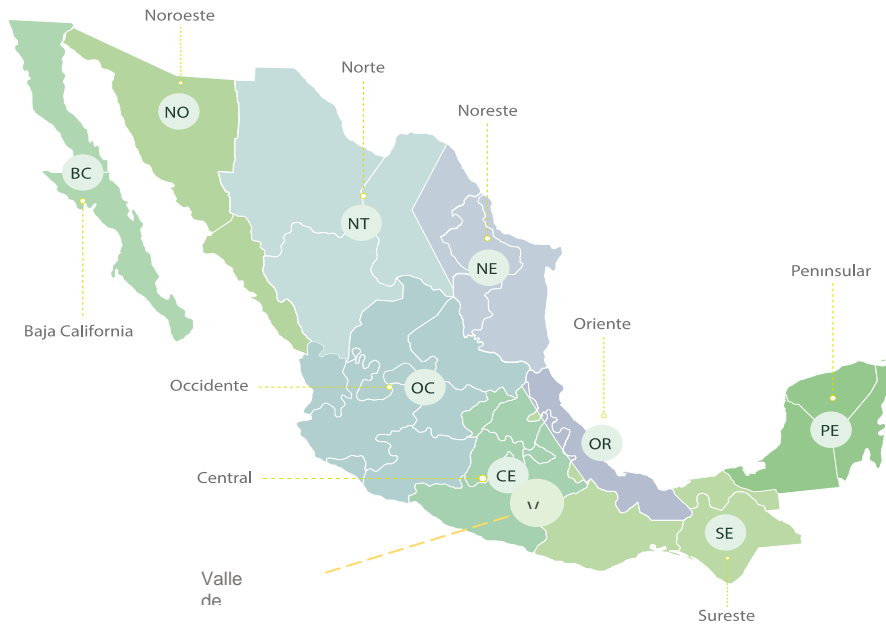 Noroeste
Norte
NO
Noreste
BC
NT
NE
Peninsular
Baja California
Oriente
Occidente
OC
PE
OR
Central
CE
V
SE
Valle
de
Sureste